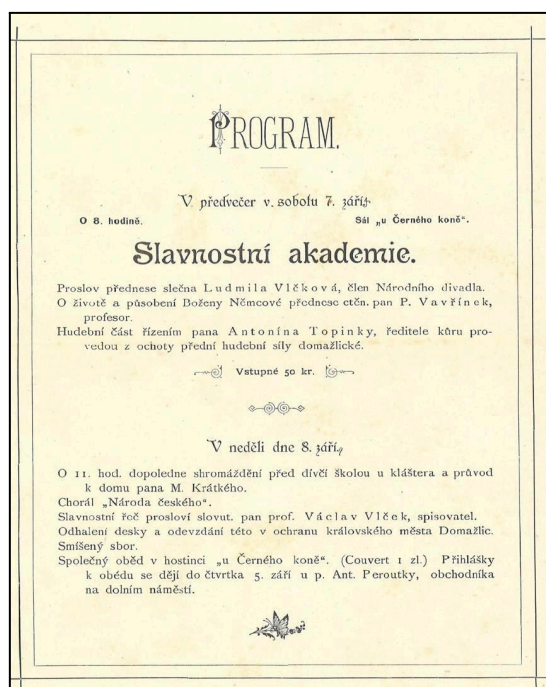 PROGRAM.
V předvečer v sobotu 7. září.
O 8. hodině. Sál „u Černého koně“.
Slavnostní akademie.
Proslov přednese slečna Ludmila Vlčková, člen Národního divadla.
O životě a působení Boženy Němcové přednese ctěn. pan P. Vavřínek,
profesor.
Hudební část řízením pana Antonína Topinky, ředitele kůru pro-
vedou z ochoty přední hudební síly domažlické.
Vstupné 50 kr.
V neděli dne 8. září.
O 11. hod. dopoledne shromáždění před dívčí školou u kláštera a průvod
k domu pana M. Krátkého.
Chorál „Národa českého“.
Slavnostní řeč prosloví slovut. pan prof. Václav Vlček, spisovatel.
Odhalení desky a odevzdání této v ochranu královského města Domažlic.
Smíšený sbor.
Společný oběd v hostinci „u Černého koně“. (Couvert 1 zl.) Přihlášky
k obědu se dějí do čtvrtka 5. září u p. Ant. Peroutky, obchodníka
na dolním náměstí.